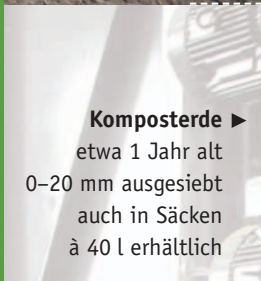 Komposterde ►
etwa 1 Jahr alt
0–20 mm ausgesiebt
auch in Säcken
à 40 l erhältlich